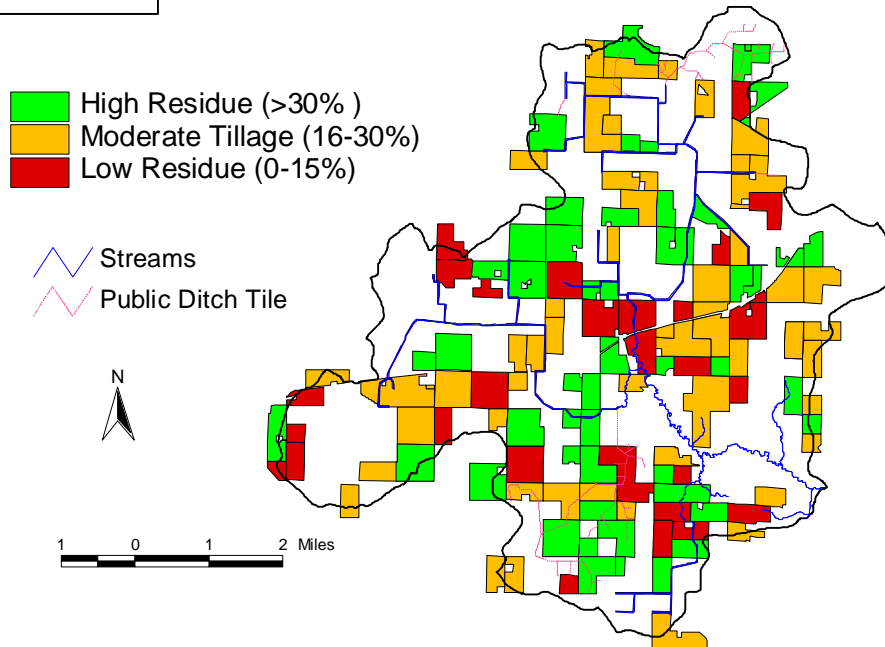 High Residue (>30% )
Moderate Tillage (16-30%)
Low Residue (0-15%)
Streams
Public Ditch Tile
N
1 0 1 2 Miles